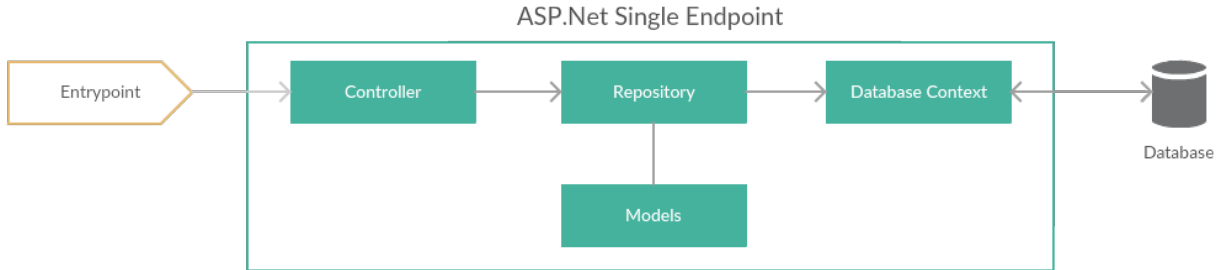 ASP.Net Single Endpoint
Entrypoint
Controller
Repository
Database Context
Database
Models